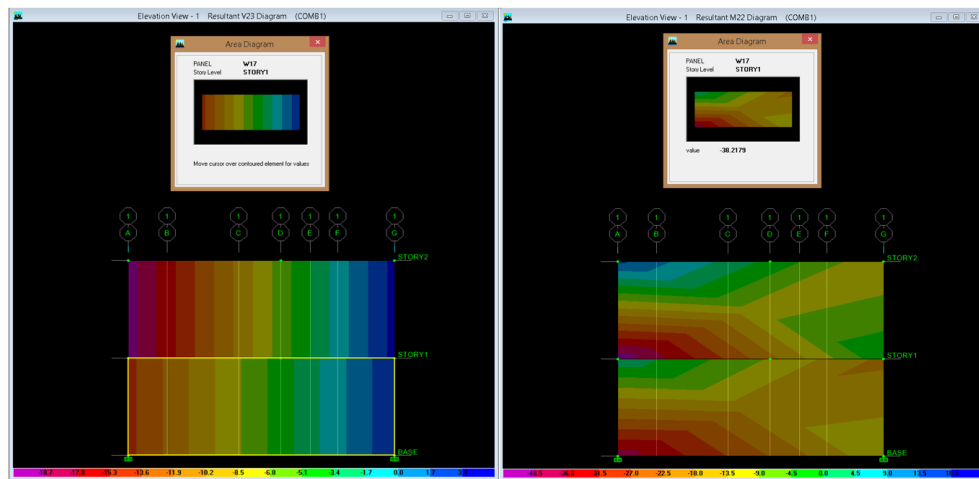 Elevation View - 1 Resultant V23 Diagram (COMB1)
Area Diagram
PANEL W17
Story Level STORY1
Move cursor over contoured element for values
1 1 1 1 1 1 1
A B C D E F G
STORY2
STORY1
BASE
-17.0 -15.3 -13.6 -11.9 -10.2 -8.5 -6.8 -5.1 -3.4 -1.7 0.0 1.7
Elevation View - 1 Resultant M22 Diagram (COMB1)
Area Diagram
PANEL W17
Story Level STORY1
value -38.2179
1 1 1 1 1 1 1
A B C D E F G
STORY2
STORY1
BASE
-40.5 -36.0 -31.5 -27.0 -22.5 -18.0 -13.5 -9.0 -4.5 0.0 4.5 9.0 13.5